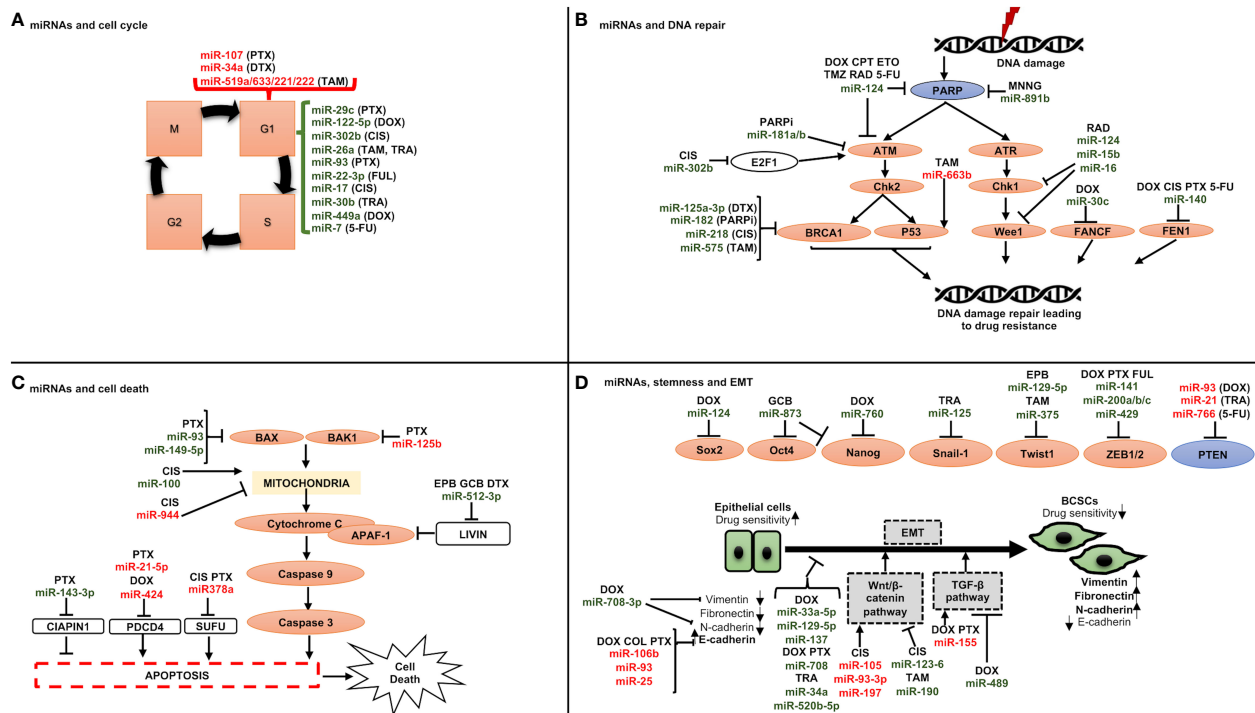 A miRNAs and cell cycle
miR-107 (PTX)
miR-34a (DTX)
miR-519a/633/221/222 (TAM)
M
G1
G2
S
miR-29c (PTX)
miR-122-5p (DOX)
miR-302b (CIS)
miR-26a (TAM, TRA)
miR-93 (PTX)
miR-22-3p (FUL)
miR-17 (CIS)
miR-30b (TRA)
miR-449a (DOX)
miR-7 (5-FU)
B miRNAs and DNA repair
DNA damage
DOX CPT ETO
TMZ RAD 5-FU
miR-124
PARP
MNNG
miR-891b
PARPi
miR-181a/b
CIS
miR-302b
E2F1
ATM
ATR
RAD
miR-124
miR-15b
miR-16
TAM
miR-663b
Chk2
Chk1
DOX
miR-30c
DOX CIS PTX 5-FU
miR-140
miR-125a-3p (DTX)
miR-182 (PARPi)
miR-218 (CIS)
miR-575 (TAM)
BRCA1
P53
Wee1
FANCF
FEN1
DNA damage repair leading
to drug resistance
C miRNAs and cell death
PTX
miR-93
miR-149-5p
BAX
BAK1
PTX
miR-125b
CIS
miR-100
MITOCHONDRIA
CIS
miR-944
EPB GCB DTX
miR-512-3p
Cytochrome C
APAF-1
LIVIN
Caspase 9
PTX
miR-143-3p
PTX
miR-21-5p
DOX
miR-424
CIS PTX
miR378a
CIAPIN1
PDCD4
SUFU
Caspase 3
APOPTOSIS
Cell
Death
D miRNAs, stemness and EMT
DOX
miR-124
GCB
miR-873
DOX
miR-760
TRA
miR-125
EPB
miR-129-5p
TAM
miR-375
DOX PTX FUL
miR-141
miR-200a/b/c
miR-429
miR-93 (DOX)
miR-21 (TRA)
miR-766 (5-FU)
Sox2
Oct4
Nanog
Snail-1
Twist1
ZEB1/2
PTEN
Epithelial cells
Drug sensitivity
EMT
BCSCs
Drug sensitivity
Wnt/β-
catenin
pathway
TGF-β
pathway
Vimentin
Fibronectin
N-cadherin
E-cadherin
DOX
miR-708-3p
Vimentin
Fibronectin
N-cadherin
E-cadherin
DOX COL PTX
miR-106b
miR-93
miR-25
DOX
miR-33a-5p
miR-129-5p
miR-137
DOX PTX
miR-708
TRA
miR-34a
miR-520b-5p
CIS
miR-105
miR-93-3p
miR-197
CIS
miR-123-6
TAM
miR-190
DOX PTX
miR-155
DOX
miR-489